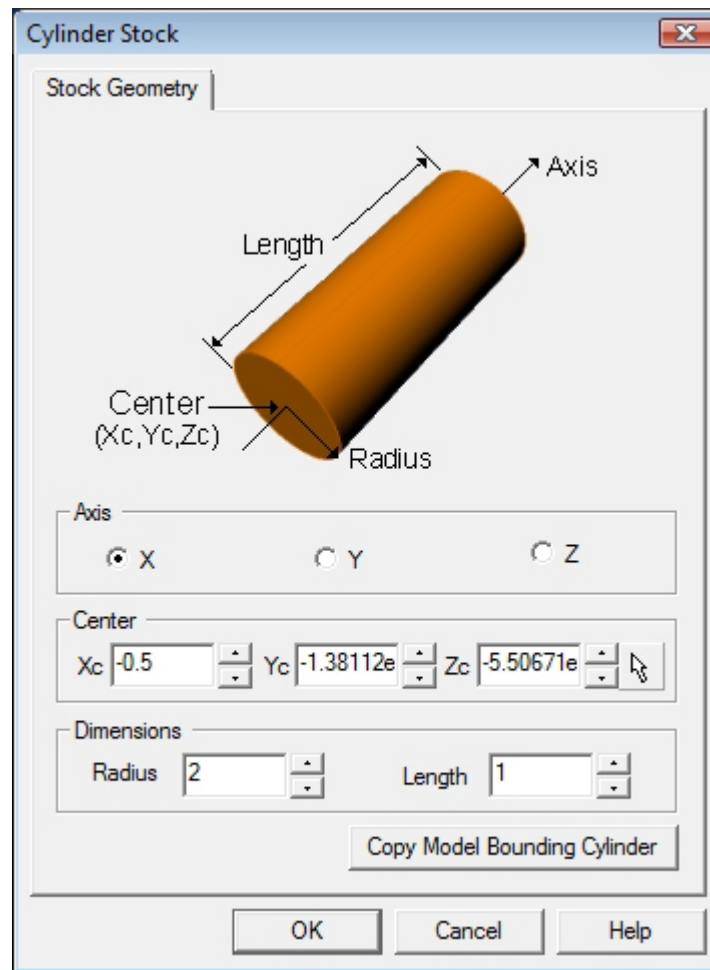 Cylinder Stock
Stock Geometry
Axis
Length
Center
(Xc,Yc,Zc)
Radius
Axis
X Y Z
Center
Xc -0.5 Yc -1.38112e Zc -5.50671e
Dimensions
Radius 2 Length 1
Copy Model Bounding Cylinder
OK Cancel Help